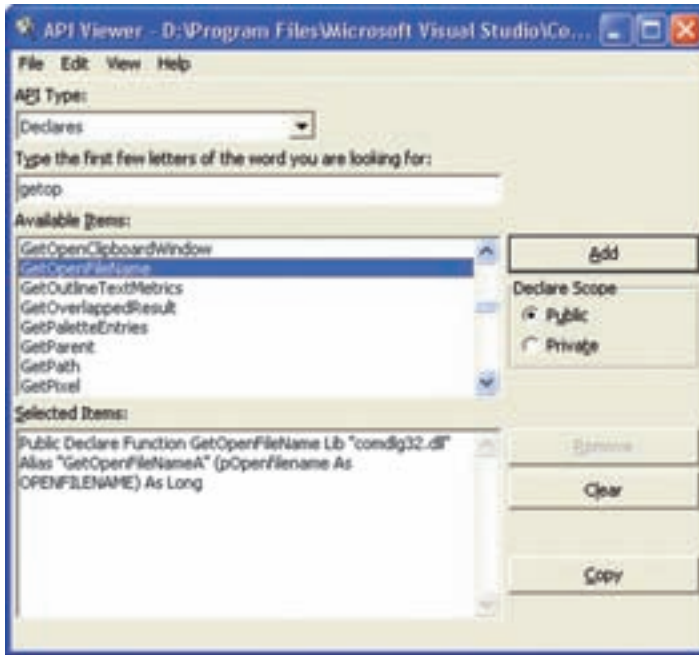 API Viewer - D:\Program Files\Microsoft Visual Studio\Co...
File Edit View Help
API Type:
Declares
Type the first few letters of the word you are looking for:
getop
Available Items:
GetOpenClipboardWindow
GetOpenFileName
GetOutlineTextMetrics
GetOverlappedResult
GetPaletteEntries
GetParent
GetPath
GetPixel
Add
Declare Scope
Public
Private
Selected Items:
Public Declare Function GetOpenFileName Lib "comdlg32.dll"
Alias "GetOpenFileNameA" (pOpenfilename As
OPENFILENAME) As Long
Remove
Clear
Copy